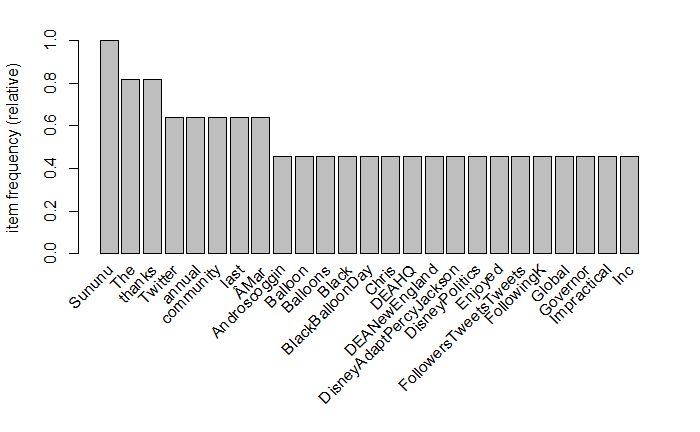 item frequency (relative)
1.0
0.8
0.6
0.4
0.2
0.0
Sununu
The
thanks
Twitter
annual
community
last
ÂMar
Androscoggin
Balloon
Balloons
Black
BlackBalloonDay
Chris
DEAHQ
DEANewEngland
DisneyAdaptPercyJackson
DisneyPolitics
Enjoyed
FollowersTweetsTweets
FollowingK
Global
Governor
Impractical
Inc